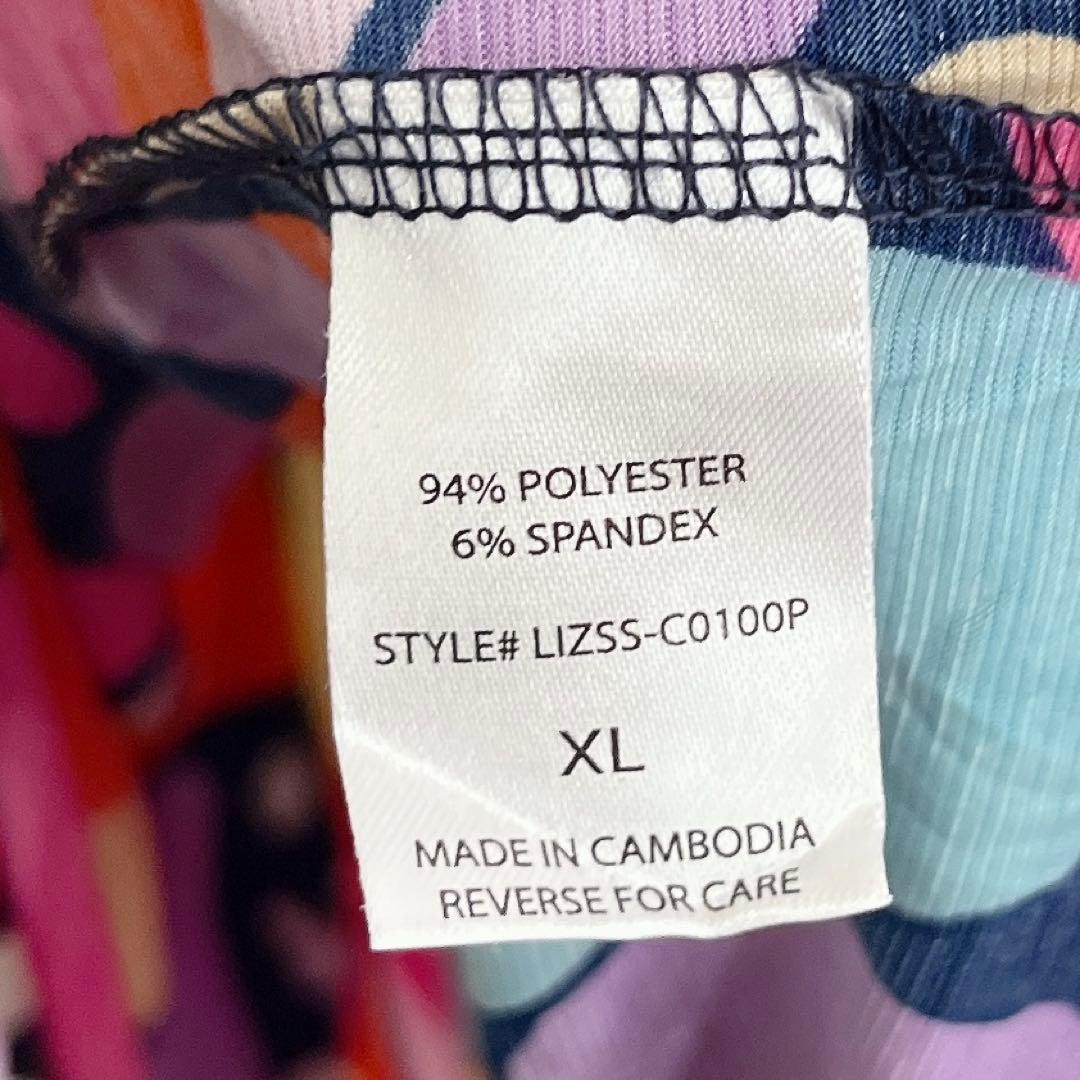 94% POLYESTER
6% SPANDEX
STYLE# LIZSS-C0100P
XL
MADE IN CAMBODIA
REVERSE FOR CARE